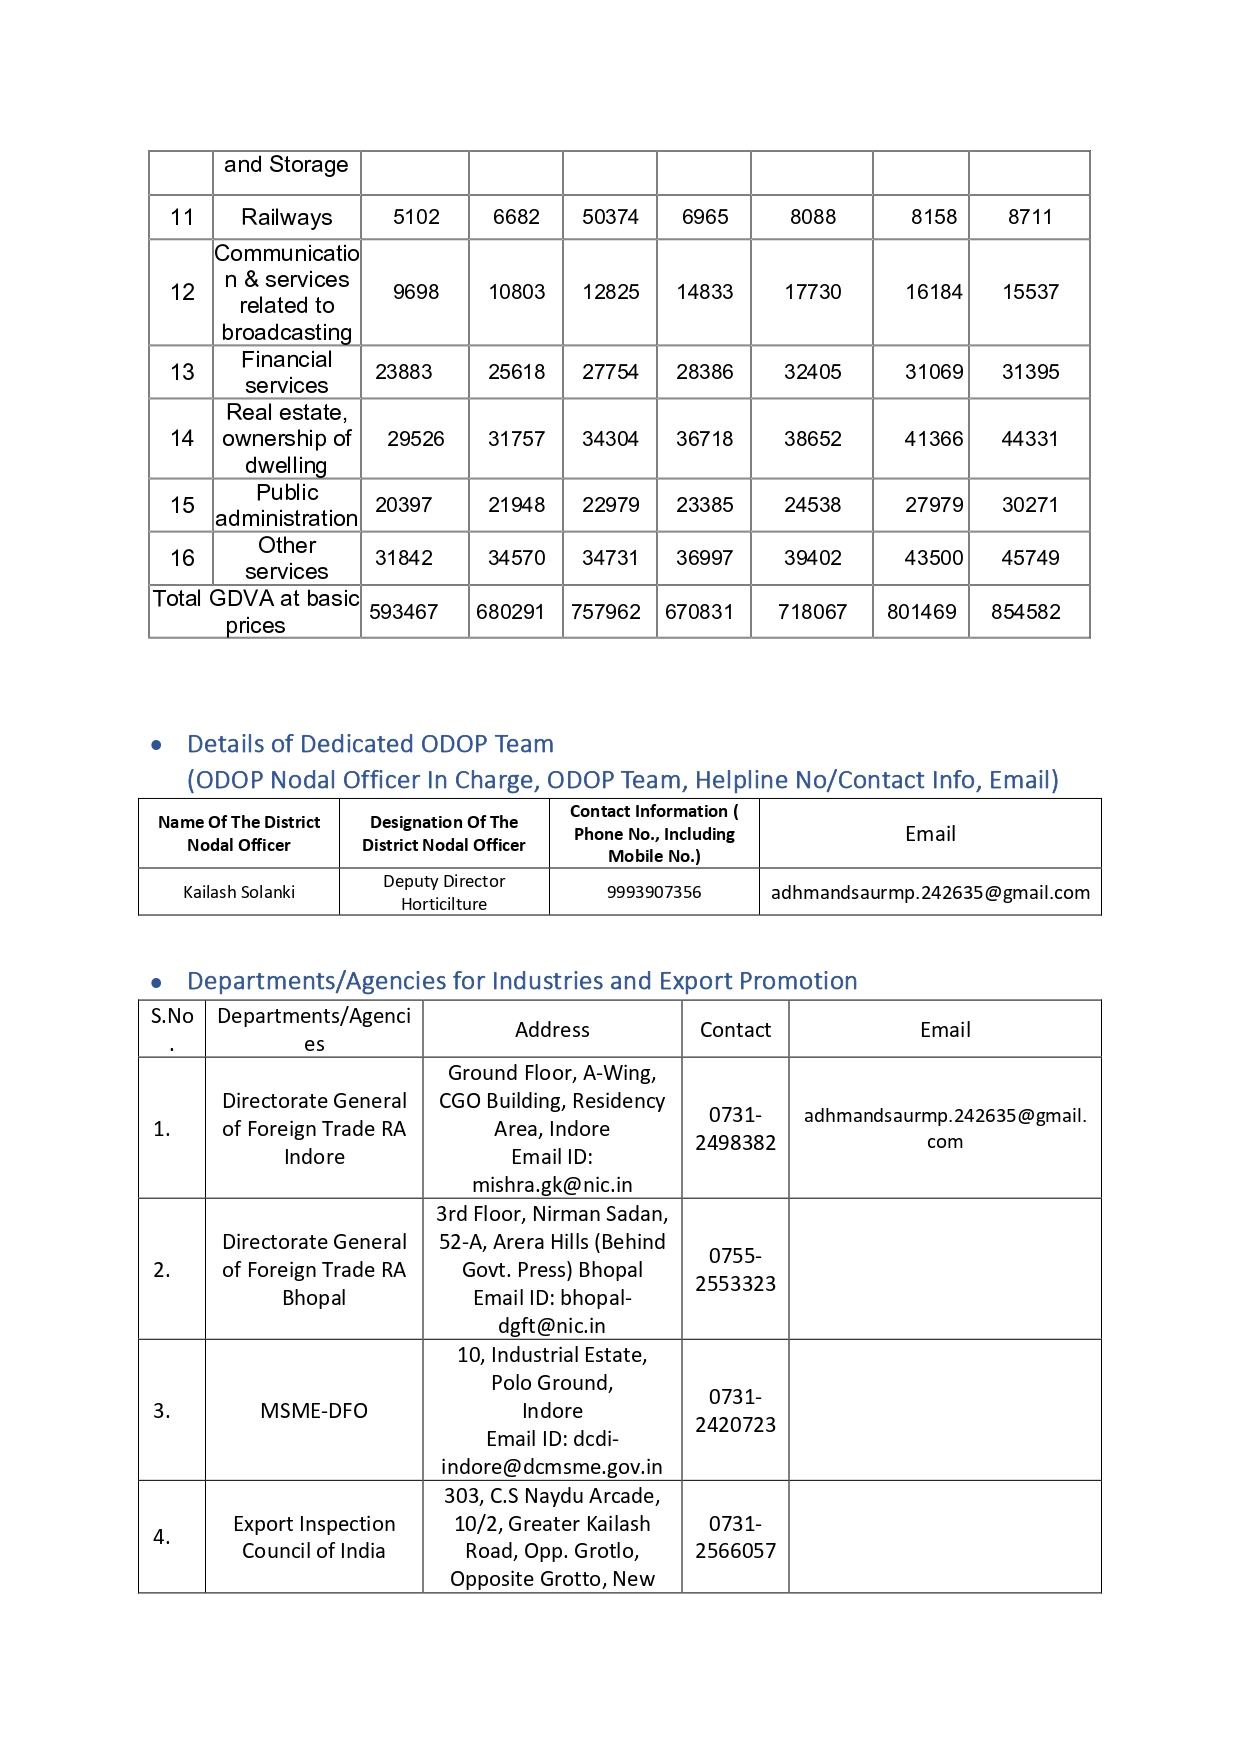 and Storage
11 Railways 5102 6682 50374 6965 8088 8158 8711
Communicatio
n & services
related to
broadcasting
12 9698 10803 12825 14833 17730 16184 15537
Financial
services
13 23883 25618 27754 28386 32405 31069 31395
Real estate,
ownership of
dwelling
14 29526 31757 34304 36718 38652 41366 44331
Public
administration
15 20397 21948 22979 23385 24538 27979 30271
Other
services
16 31842 34570 34731 36997 39402 43500 45749
Total GDVA at basic
prices
593467 680291 757962 670831 718067 801469 854582
• Details of Dedicated ODOP Team
(ODOP Nodal Officer In Charge, ODOP Team, Helpline No/Contact Info, Email)
Name Of The District
Nodal Officer
Designation Of The
District Nodal Officer
Contact Information (
Phone No., Including
Mobile No.)
Email
Kailash Solanki
Deputy Director
Horticilture
9993907356
adhmandsaurmp.242635@gmail.com
• Departments/Agencies for Industries and Export Promotion
S.No
.
Departments/Agenci
es
Address
Contact
Email
1.
Directorate General
of Foreign Trade RA
Indore
Ground Floor, A-Wing,
CGO Building, Residency
Area, Indore
Email ID:
mishra.gk@nic.in
0731-
2498382
adhmandsaurmp.242635@gmail.
com
2.
Directorate General
of Foreign Trade RA
Bhopal
3rd Floor, Nirman Sadan,
52-A, Arera Hills (Behind
Govt. Press) Bhopal
Email ID: bhopal-
dgft@nic.in
0755-
2553323
3.
MSME-DFO
10, Industrial Estate,
Polo Ground,
Indore
Email ID: dcdi-
indore@dcmsme.gov.in
0731-
2420723
4.
Export Inspection
Council of India
303, C.S Naydu Arcade,
10/2, Greater Kailash
Road, Opp. Grotlo,
Opposite Grotto, New
0731-
2566057